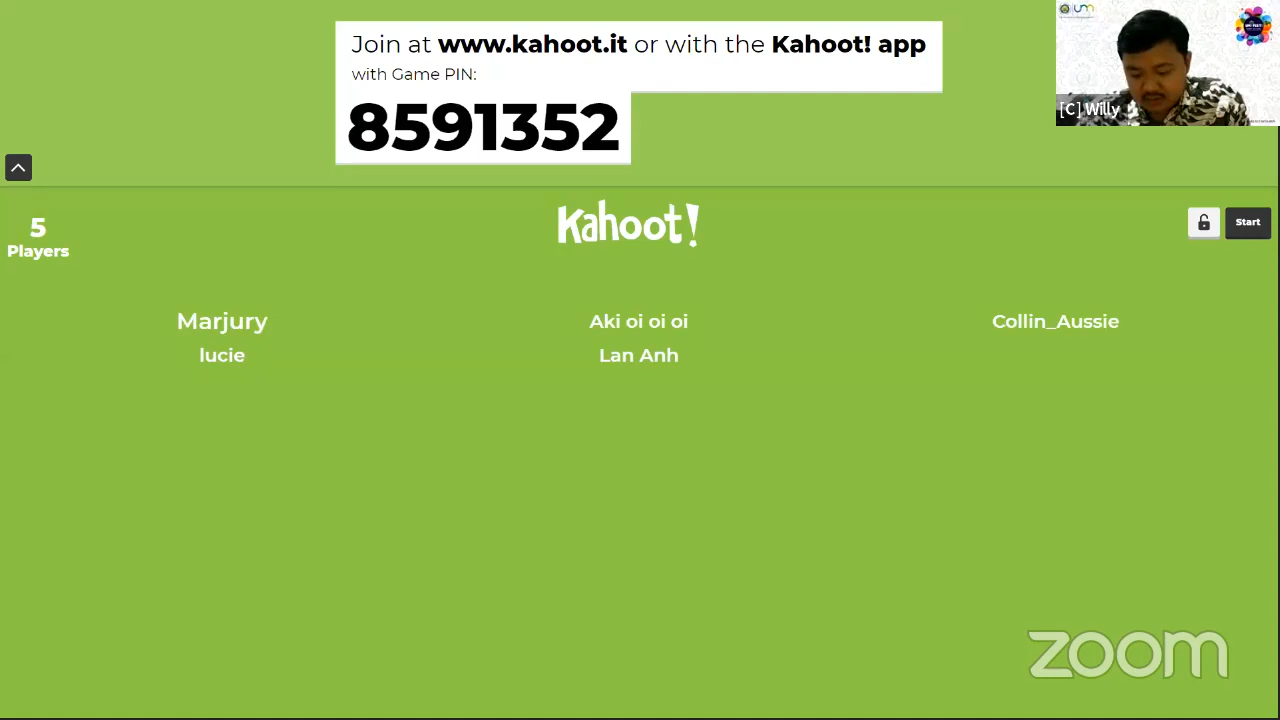 Join at www.kahoot.it or with the Kahoot! app
with Game PIN:
8591352
[C] Willy
5
Players
Kahoot!
Start
Marjury
Aki oi oi oi
Collin_Aussie
lucie
Lan Anh
zoom